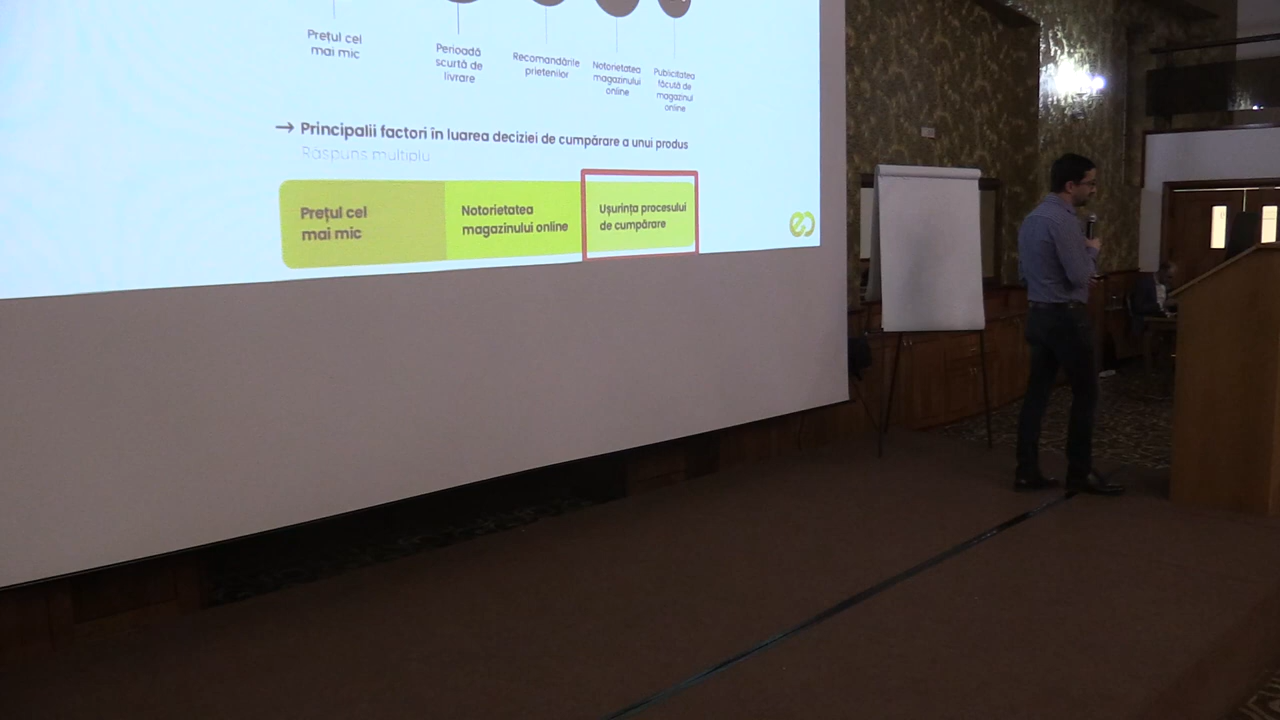 Prețul cel
mai mic
Perioadă
scurtă de
livrare
Recomandările
prietenilor
Notorietatea
magazinului
online
Publicitatea
făcută de
magazinul
online
→ Principalii factori în luarea deciziei de cumpărare a unui produs
Răspuns multiplu
Prețul cel
mai mic
Notorietatea
magazinului online
Ușurința procesului
de cumpărare